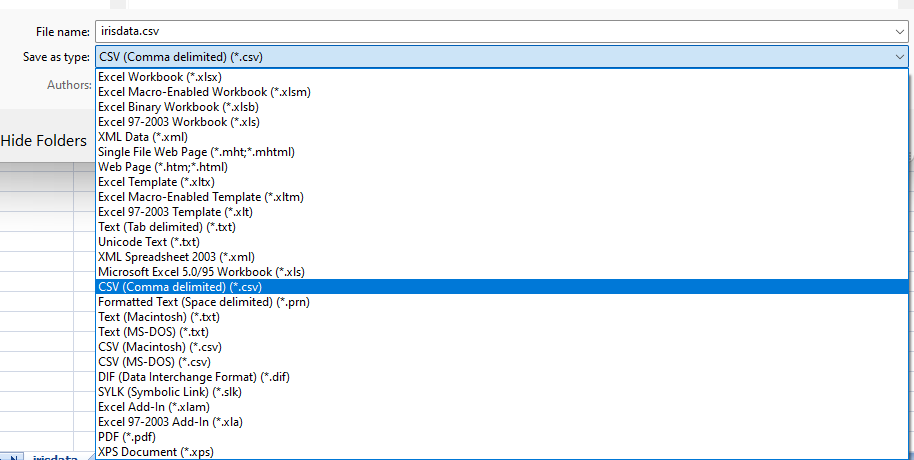 File name: irisdata.csv
Save as type: CSV (Comma delimited) (*.csv)
Authors:
Excel Workbook (*.xlsx)
Excel Macro-Enabled Workbook (*.xlsm)
Excel Binary Workbook (*.xlsb)
Excel 97-2003 Workbook (*.xls)
XML Data (*.xml)
Hide Folders
Single File Web Page (*.mht;*.mhtml)
Web Page (*.htm;*.html)
Excel Template (*.xltx)
Excel Macro-Enabled Template (*.xltm)
Excel 97-2003 Template (*.xlt)
Text (Tab delimited) (*.txt)
Unicode Text (*.txt)
XML Spreadsheet 2003 (*.xml)
Microsoft Excel 5.0/95 Workbook (*.xls)
CSV (Comma delimited) (*.csv)
Formatted Text (Space delimited) (*.prn)
Text (Macintosh) (*.txt)
Text (MS-DOS) (*.txt)
CSV (Macintosh) (*.csv)
CSV (MS-DOS) (*.csv)
DIF (Data Interchange Format) (*.dif)
SYLK (Symbolic Link) (*.slk)
Excel Add-In (*.xlam)
Excel 97-2003 Add-In (*.xla)
PDF (*.pdf)
XPS Document (*.xps)
irisdata